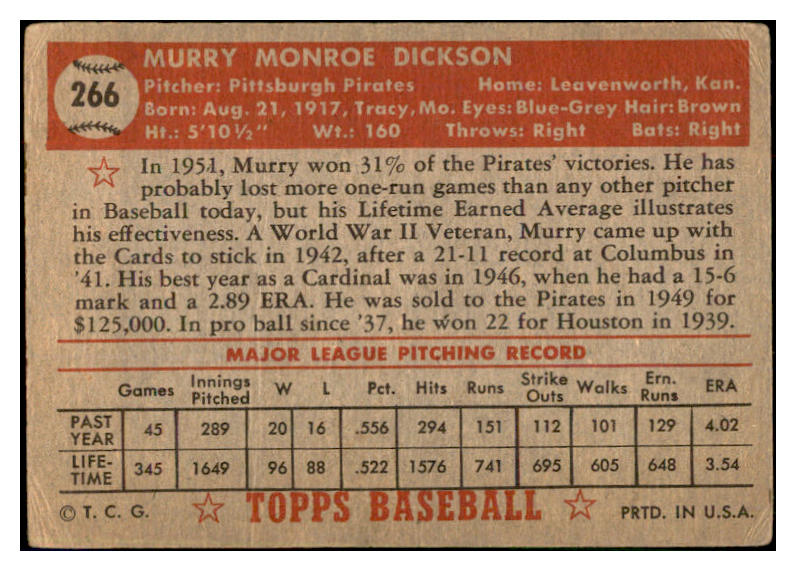 266
MURRY MONROE DICKSON
Pitcher: Pittsburgh Pirates Home: Leavenworth, Kan.
Born: Aug. 21, 1917, Tracy, Mo. Eyes: Blue-Grey Hair: Brown
Ht.: 5'10½" Wt.: 160 Throws: Right Bats: Right
In 1951, Murry won 31% of the Pirates' victories. He has
probably lost more one-run games than any other pitcher
in Baseball today, but his Lifetime Earned Average illustrates
his effectiveness. A World War II Veteran, Murry came up with
the Cards to stick in 1942, after a 21-11 record at Columbus in
'41. His best year as a Cardinal was in 1946, when he had a 15-6
mark and a 2.89 ERA. He was sold to the Pirates in 1949 for
$125,000. In pro ball since '37, he won 22 for Houston in 1939.
MAJOR LEAGUE PITCHING RECORD
Games Innings Pitched W L Pct. Hits Runs Strike Outs Walks Ern. Runs ERA
PAST YEAR 45 289 20 16 .556 294 151 112 101 129 4.02
LIFE-TIME 345 1649 96 88 .522 1576 741 695 605 648 3.54
© T. C. G. TOPPS BASEBALL PRTD. IN U.S.A.